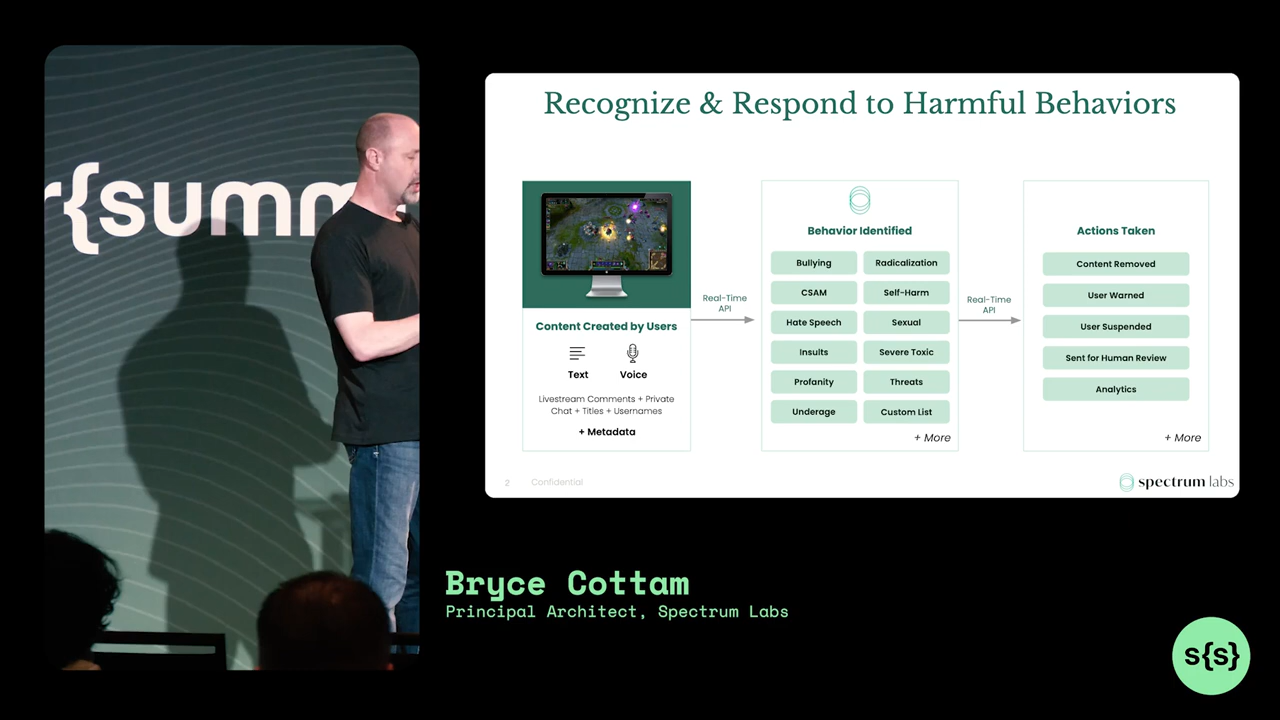 r{summ
Recognize & Respond to Harmful Behaviors
Content Created by Users
Text
Voice
Livestream Comments + Private
Chat + Titles + Usernames
+ Metadata
Real-Time
API
Behavior Identified
Bullying
Radicalization
CSAM
Self-Harm
Hate Speech
Sexual
Insults
Severe Toxic
Profanity
Threats
Underage
Custom List
+ More
Real-Time
API
Actions Taken
Content Removed
User Warned
User Suspended
Sent for Human Review
Analytics
+ More
2
Confidential
spectrum labs
Bryce Cottam
Principal Architect, Spectrum Labs
s{s}